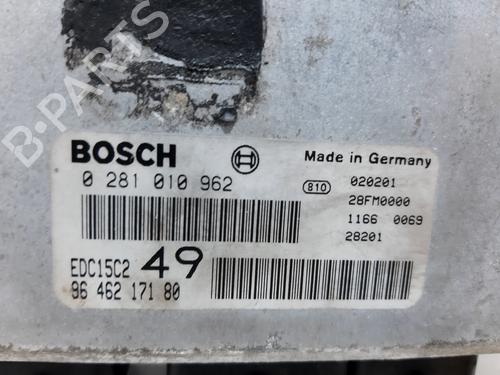 B-PARTS
BOSCH
Made in Germany
0 281 010 962
810
020201
28FM0000
1166 0069
28201
EDC15C2 49
96 462 171 80